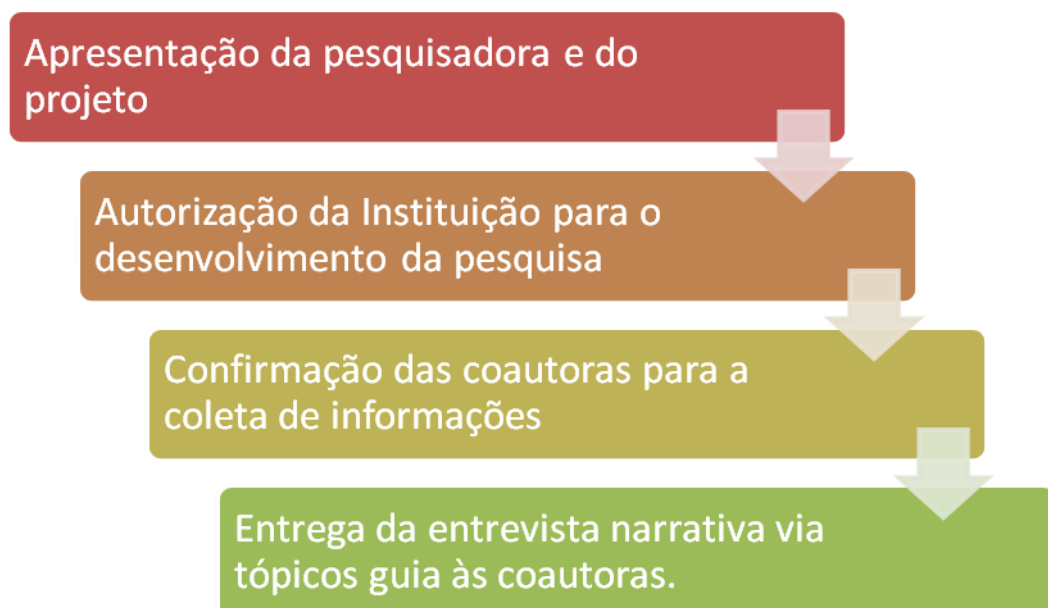 Apresentação da pesquisadora e do
projeto
Autorização da Instituição para o
desenvolvimento da pesquisa
Confirmação das coautoras para a
coleta de informações
Entrega da entrevista narrativa via
tópicos guia às coautoras.